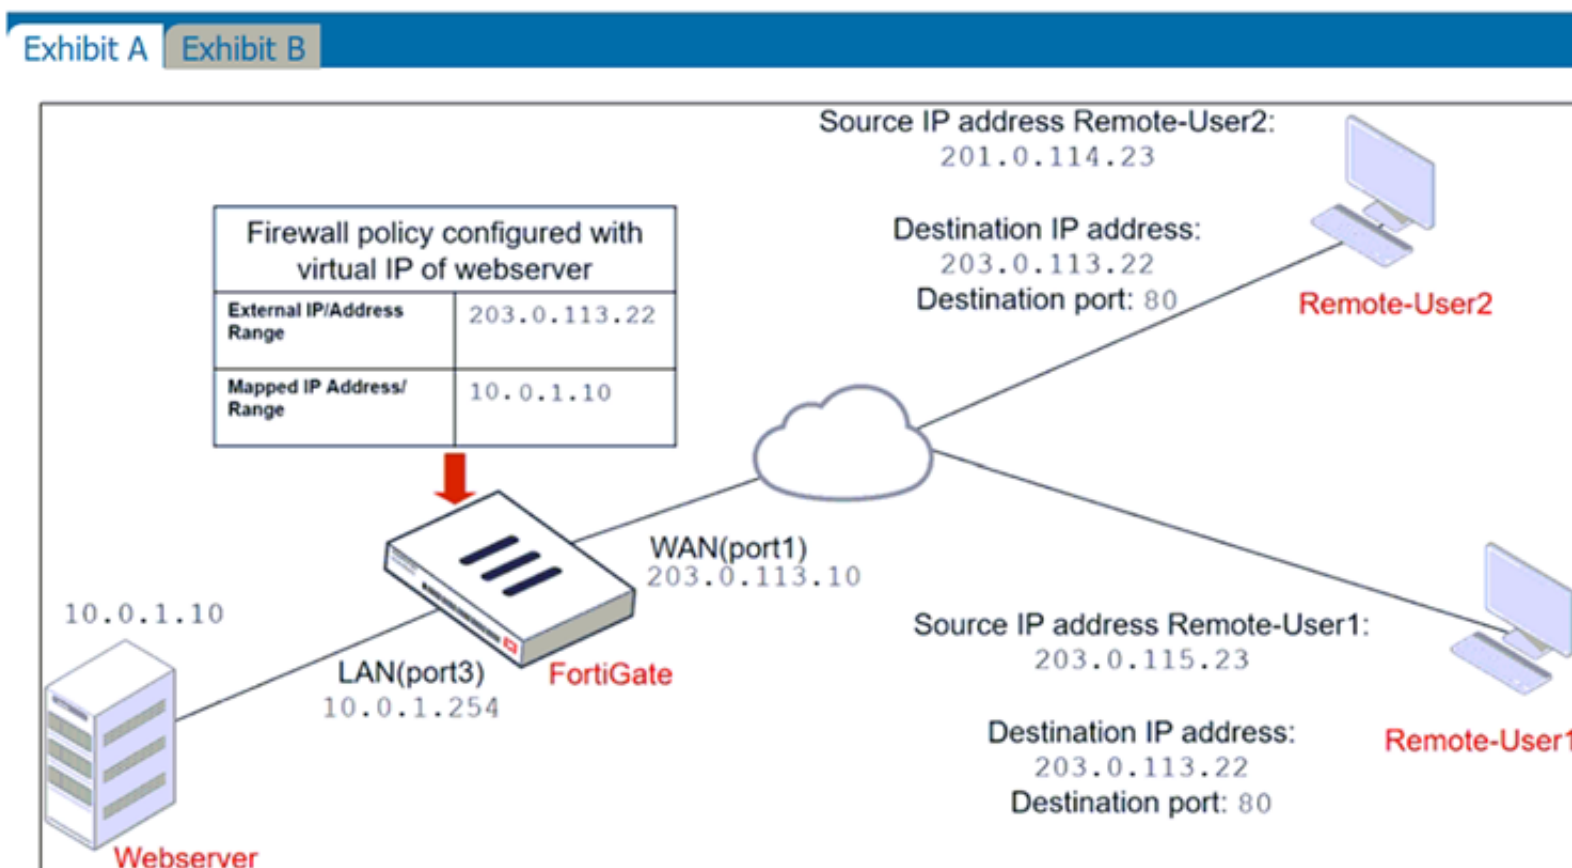 Exhibit A
Exhibit B
Source IP address Remote-User2:
201.0.114.23
Destination IP address:
203.0.113.22
Destination port: 80
Remote-User2
Firewall policy configured with
virtual IP of webserver
External IP/Address
Range
203.0.113.22
Mapped IP Address/
Range
10.0.1.10
WAN(port1)
203.0.113.10
10.0.1.10
LAN(port3)
10.0.1.254
FortiGate
Webserver
Source IP address Remote-User1:
203.0.115.23
Destination IP address:
203.0.113.22
Destination port: 80
Remote-User1